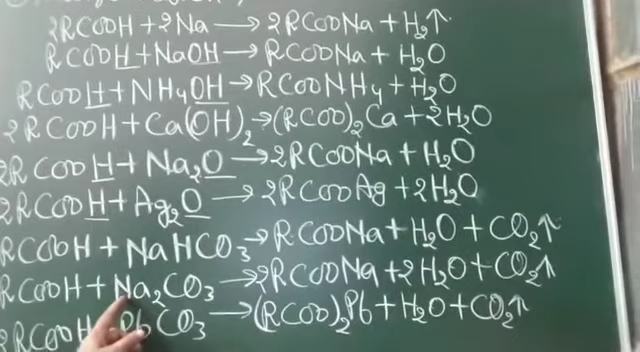 2RCOOH + 2Na → 2RCOONa + H₂↑
RCOOH + NaOH → RCOONa + H₂O
RCOOH + NH₄OH → RCOONH₄ + H₂O
2RCOOH + Ca(OH)₂ → (RCOO)₂Ca + 2H₂O
2RCOOH + Na₂O → 2RCOONa + H₂O
2RCOOH + Ag₂O → 2RCOOAg + 2H₂O
RCOOH + NaHCO₃ → RCOONa + H₂O + CO₂↑
RCOOH + Na₂CO₃ → 2RCOONa + 2H₂O + CO₂↑
2RCOOH PbCO₃ → (RCOO)₂Pb + H₂O + CO₂↑